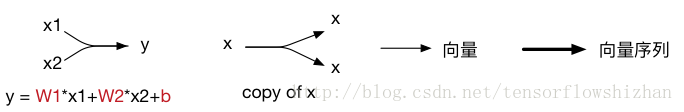 x1
x2
y
y = W1*x1+W2*x2+b
x
x
x
copy of x
向量
向量序列
http://blog.csdn.net/tensorflowshizhan